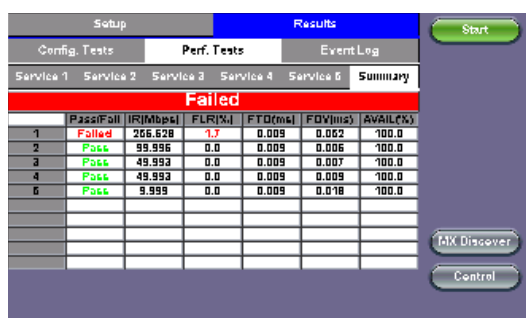 Setup Results Start
Config. Tests Perf. Tests Event Log
Service 1 Service 2 Service 3 Service 4 Service 5 Summary
Failed
Pass/Fail IR(Mbps) FLR(%) FTD(ms) FDV(ms) AVAIL(%)
1 Failed 266.628 1.7 0.009 0.052 100.0
2 Pass 99.996 0.0 0.009 0.006 100.0
3 Pass 49.993 0.0 0.009 0.007 100.0
4 Pass 49.993 0.0 0.009 0.009 100.0
5 Pass 9.999 0.0 0.009 0.018 100.0
MX Discover
Control